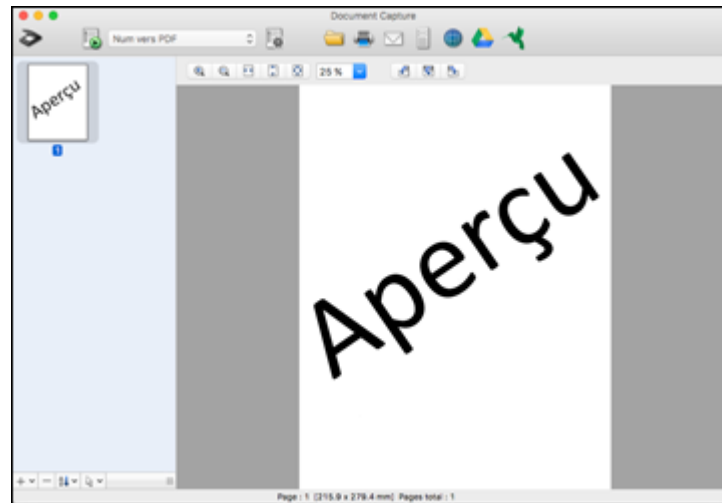 Document Capture
Num vers PDF
25 %
Aperçu
1
Aperçu
Page : 1 [215.9 x 279.4 mm] Pages total : 1